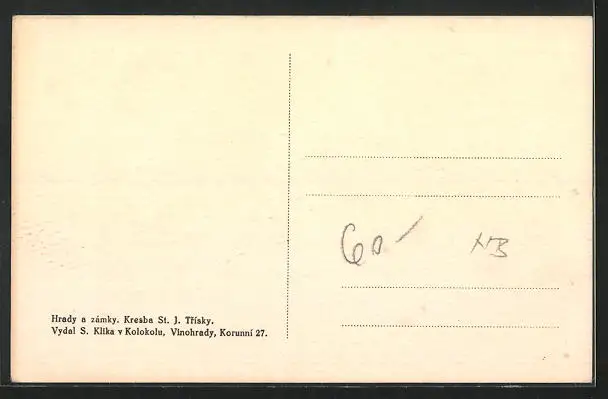 60 -
HB
Hrady a zámky. Kresba St. J. Třísky.
Vydal S. Klika v Kolokolu, Vinohrady, Korunní 27.